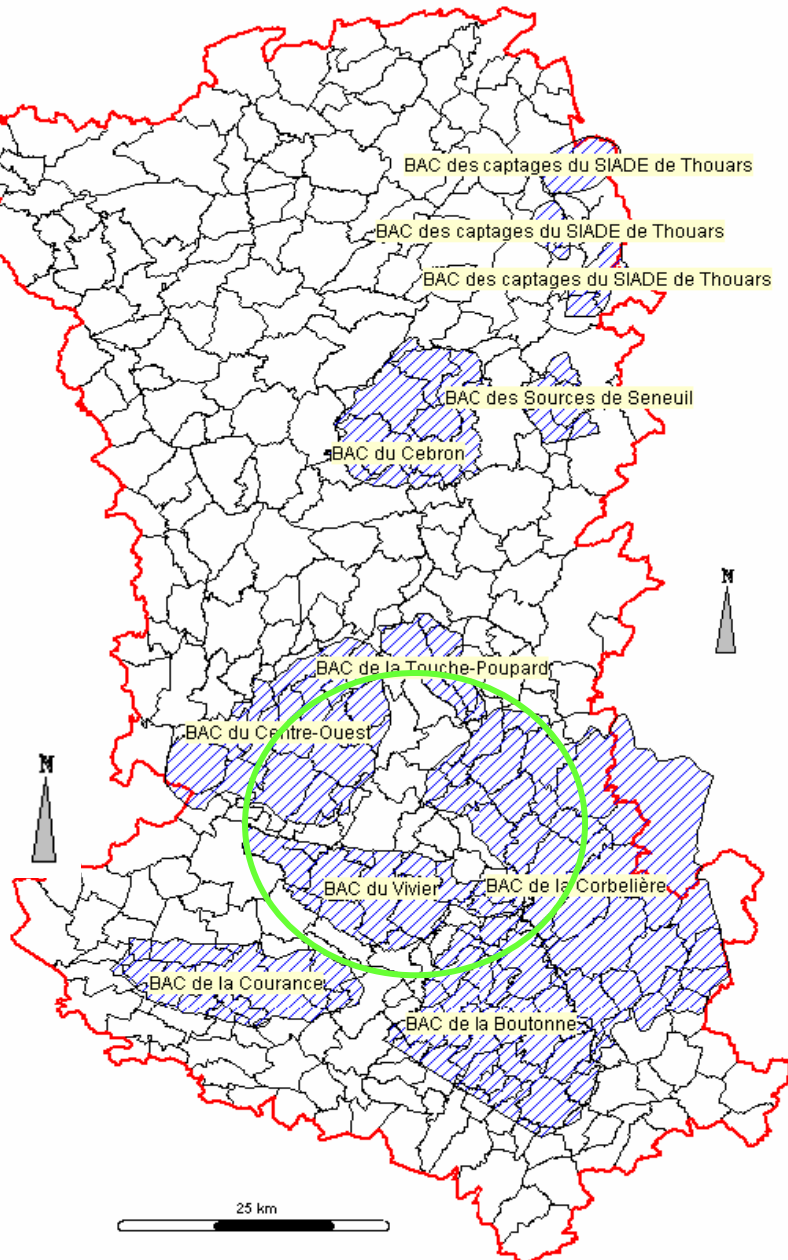 BAC des captages du SIADE de Thouars
BAC des captages du SIADE de Thouars
BAC des captages du SIADE de Thouars
BAC des Sources de Seneuil
BAC du Cebron
N
BAC de la Touche-Poupard
BAC du Centre-Ouest
N
BAC du Vivier
BAC de la Corbelière
BAC de la Courance
BAC de la Boutonne
25 km